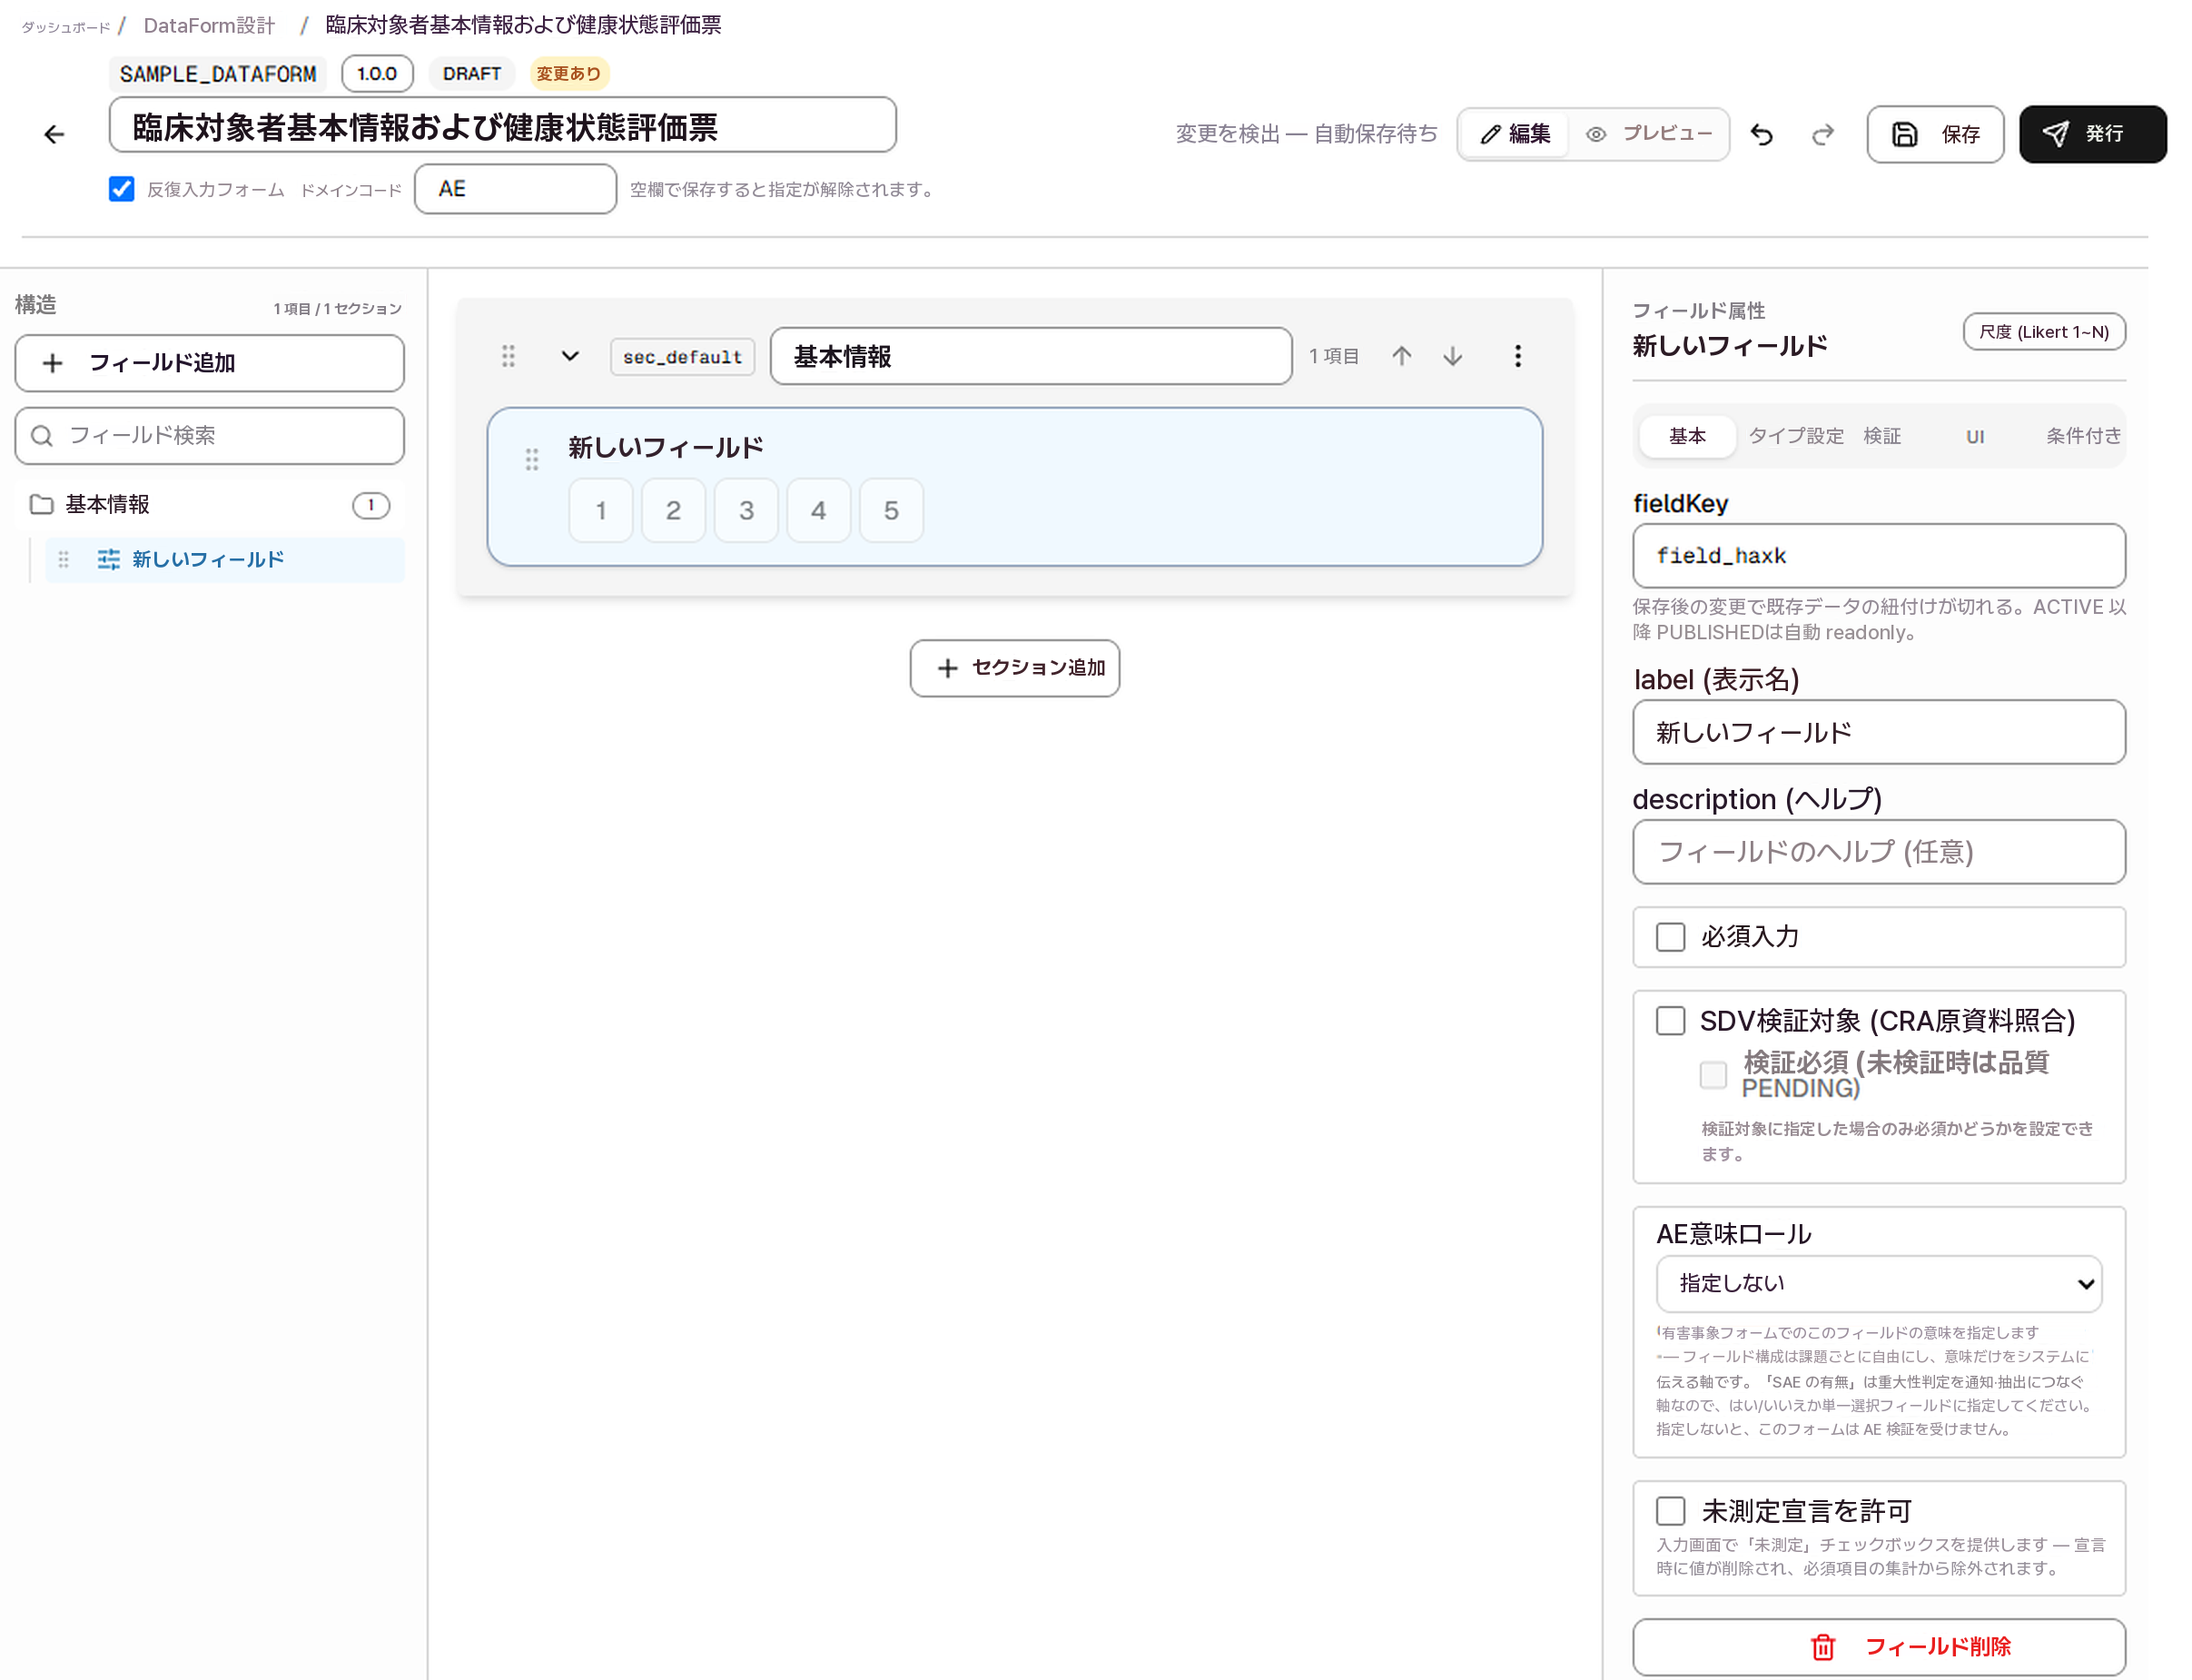 ダッシュボード / DataForm設計 / 臨床対象者基本情報および健康状態評価票
SAMPLE_DATAFORM 1.0.0 DRAFT 変更あり
臨床対象者基本情報および健康状態評価票
変更を検出 — 自動保存待ち 編集 プレビュー 保存 発行
反復入力フォーム ドメインコード AE 空欄で保存すると指定が解除されます。
構造 1 項目 / 1 セクション
フィールド追加
フィールド検索
基本情報 1
新しいフィールド
sec_default 基本情報 1 項目
新しいフィールド
1 2 3 4 5
セクション追加
フィールド属性
新しいフィールド 尺度 (Likert 1~N)
基本 タイプ設定 検証 UI 条件付き
fieldKey
field_haxk
保存後の変更で既存データの紐付けが切れる。ACTIVE 以
降 PUBLISHEDは自動 readonly。
label (表示名)
新しいフィールド
description (ヘルプ)
フィールドのヘルプ (任意)
必須入力
SDV検証対象 (CRA原資料照合)
検証必須 (未検証時は品質
PENDING)
検証対象に指定した場合のみ必須かどうかを設定でき
ます。
AE意味ロール
指定しない
有害事象フォームでのこのフィールドの意味を指定します
— フィールド構成は課題ごとに自由にし、意味だけをシステムに
伝える軸です。「SAE の有無」は重大性判定を通知·抽出につなぐ
軸なので、はい/いいえか単一選択フィールドに指定してください。
指定しないと、このフォームは AE 検証を受けません。
未測定宣言を許可
入力画面で「未測定」チェックボックスを提供します — 宣言
時に値が削除され、必須項目の集計から除外されます。
フィールド削除